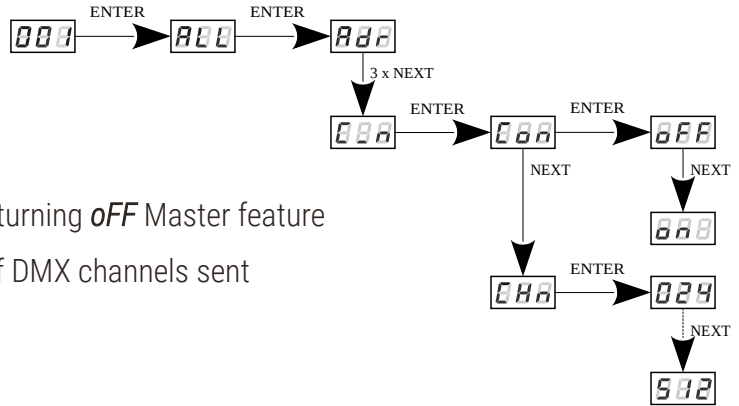 ENTER ENTER
001 ALL Adr
3 x NEXT
ENTER ENTER
C_n Con oFF
NEXT NEXT
on
turning oFF Master feature
f DMX channels sent
ENTER
CHn 024
NEXT
512